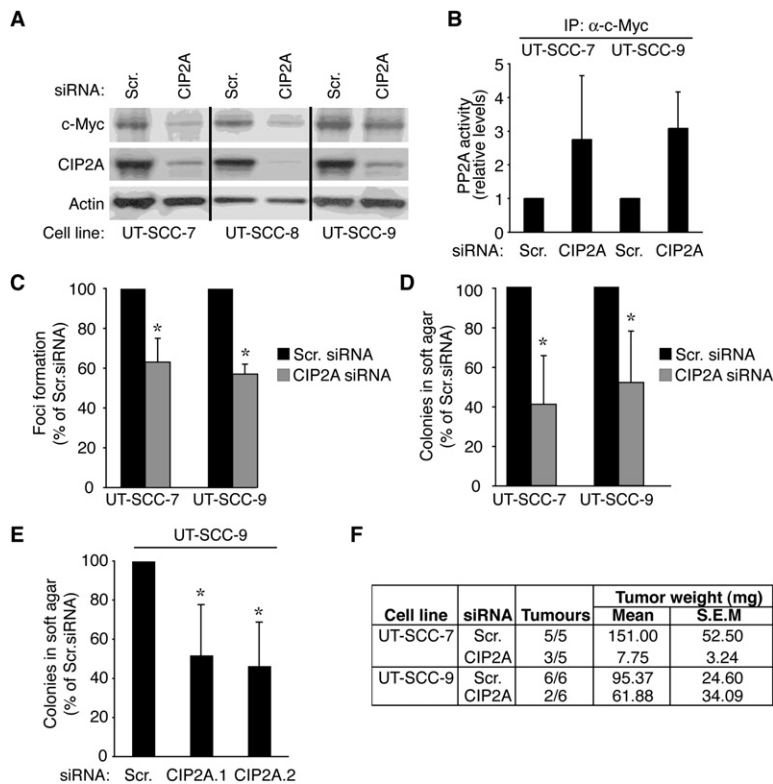 A
siRNA: Scr. CIP2A Scr. CIP2A Scr. CIP2A
c-Myc
CIP2A
Actin
Cell line: UT-SCC-7 UT-SCC-8 UT-SCC-9
B
IP: α-c-Myc
UT-SCC-7 UT-SCC-9
PP2A activity
(relative levels)
5
4
3
2
1
0
siRNA: Scr. CIP2A Scr. CIP2A
C
Foci formation
(% of Scr.siRNA)
100
80
60
40
20
0
* *
UT-SCC-7 UT-SCC-9
Scr. siRNA
CIP2A siRNA
D
Colonies in soft agar
(% of Scr.siRNA)
100
80
60
40
20
0
* *
UT-SCC-7 UT-SCC-9
Scr. siRNA
CIP2A siRNA
E
UT-SCC-9
Colonies in soft agar
(% of Scr.siRNA)
100
80
60
40
20
0
* *
siRNA: Scr. CIP2A.1 CIP2A.2
F
Tumor weight (mg)
Cell line siRNA Tumours Mean S.E.M
UT-SCC-7 Scr. 5/5 151.00 52.50
CIP2A 3/5 7.75 3.24
UT-SCC-9 Scr. 6/6 95.37 24.60
CIP2A 2/6 61.88 34.09